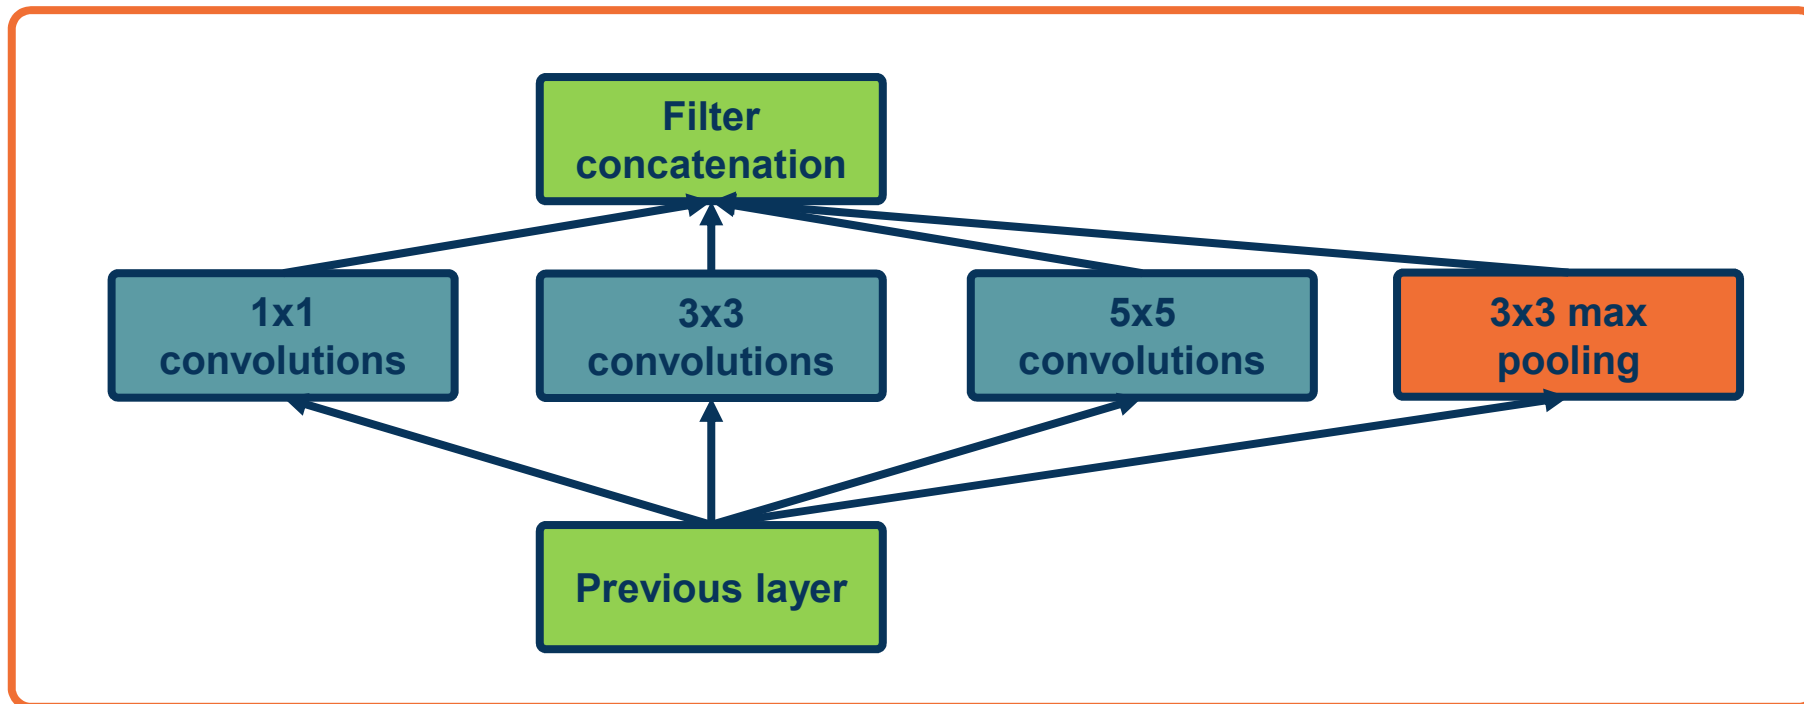 Filter
concatenation
1x1
convolutions
3x3
convolutions
5x5
convolutions
3x3 max
pooling
Previous layer